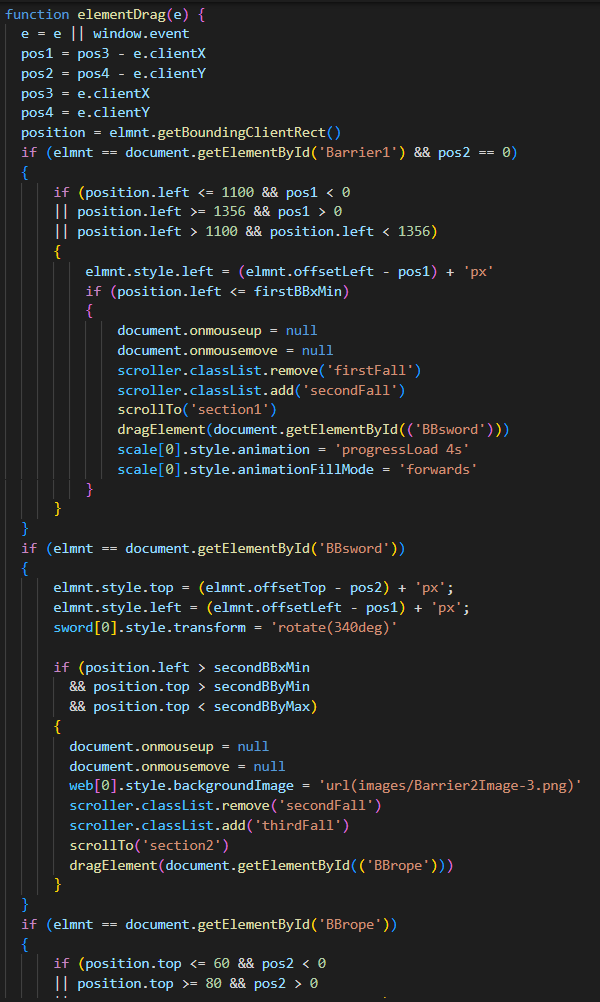 function elementDrag(e) {
e = e || window.event
pos1 = pos3 - e.clientX
pos2 = pos4 - e.clientY
pos3 = e.clientX
pos4 = e.clientY
position = elmnt.getBoundingClientRect()
if (elmnt == document.getElementById('Barrier1') && pos2 == 0)
{
if (position.left <= 1100 && pos1 < 0
|| position.left >= 1356 && pos1 > 0
|| position.left > 1100 && position.left < 1356)
{
elmnt.style.left = (elmnt.offsetLeft - pos1) + 'px'
if (position.left <= firstBBxMin)
{
document.onmouseup = null
document.onmousemove = null
scroller.classList.remove('firstFall')
scroller.classList.add('secondFall')
scrollTo('section1')
dragElement(document.getElementById(('BBsword')))
scale[0].style.animation = 'progressLoad 4s'
scale[0].style.animationFillMode = 'forwards'
}
}
}
if (elmnt == document.getElementById('BBsword'))
{
elmnt.style.top = (elmnt.offsetTop - pos2) + 'px';
elmnt.style.left = (elmnt.offsetLeft - pos1) + 'px';
sword[0].style.transform = 'rotate(340deg)'
if (position.left > secondBBxMin
&& position.top > secondBByMin
&& position.top < secondBByMax)
{
document.onmouseup = null
document.onmousemove = null
web[0].style.backgroundImage = 'url(images/Barrier2Image-3.png)'
scroller.classList.remove('secondFall')
scroller.classList.add('thirdFall')
scrollTo('section2')
dragElement(document.getElementById(('BBrope')))
}
}
if (elmnt == document.getElementById('BBrope'))
{
if (position.top <= 60 && pos2 < 0
|| position.top >= 80 && pos2 > 0